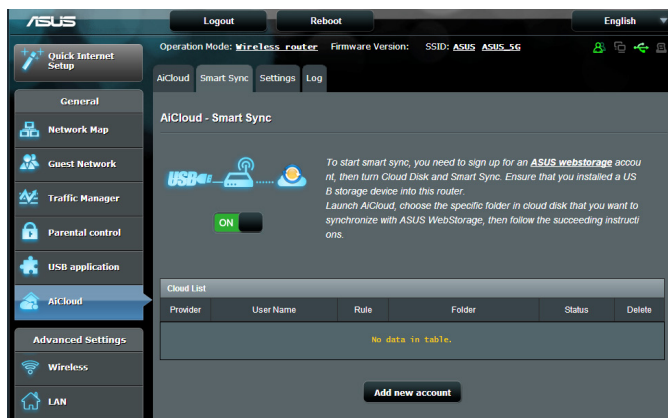 ASUS
Logout
Reboot
English
Quick Internet
Setup
Operation Mode: Wireless router Firmware Version: SSID: ASUS ASUS_5G
AiCloud
Smart Sync
Settings
Log
General
Network Map
Guest Network
Traffic Manager
Parental control
USB application
AiCloud
Advanced Settings
Wireless
LAN
AiCloud - Smart Sync
USB
ON
To start smart sync, you need to sign up for an ASUS webstorage accou
nt, then turn Cloud Disk and Smart Sync. Ensure that you installed a US
B storage device into this router.
Launch AiCloud, choose the specific folder in cloud disk that you want to
synchronize with ASUS WebStorage, then follow the succeeding instructi
ons.
Cloud List
Provider User Name Rule Folder Status Delete
No data in table.
Add new account